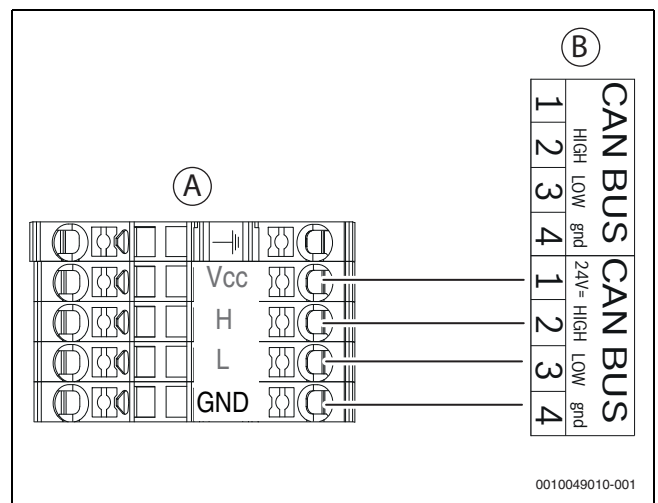 B
A
CAN BUS
1
2 HIGH
3 LOW
4 gnd
CAN BUS
1 24V=
2 HIGH
3 LOW
4 gnd
Vcc
H
L
GND
0010049010-001